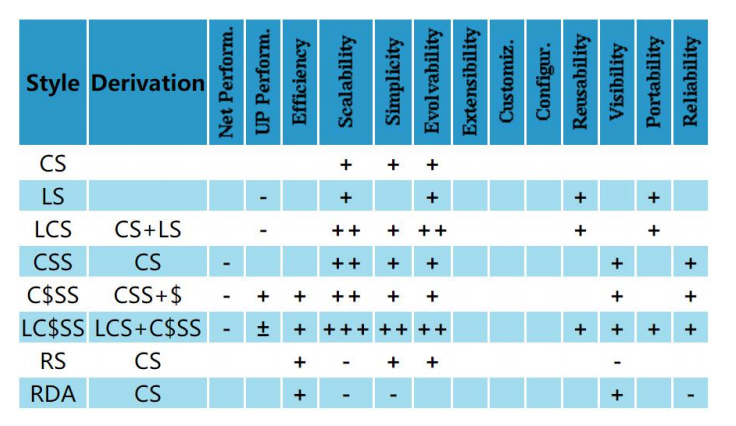 Style Derivation Net Perform. UP Perform. Efficiency Scalability Simplicity Evolvability Extensibility Customiz. Configur. Reusability Visibility Portability Reliability
CS + + +
LS - + + + +
LCS CS+LS - ++ + ++ + +
CSS CS - ++ + + + +
C$SS CSS+$ - + + ++ + + + +
LC$SS LCS+C$SS - ± + +++ ++ ++ + + + +
RS CS + - + + -
RDA CS + - - + -